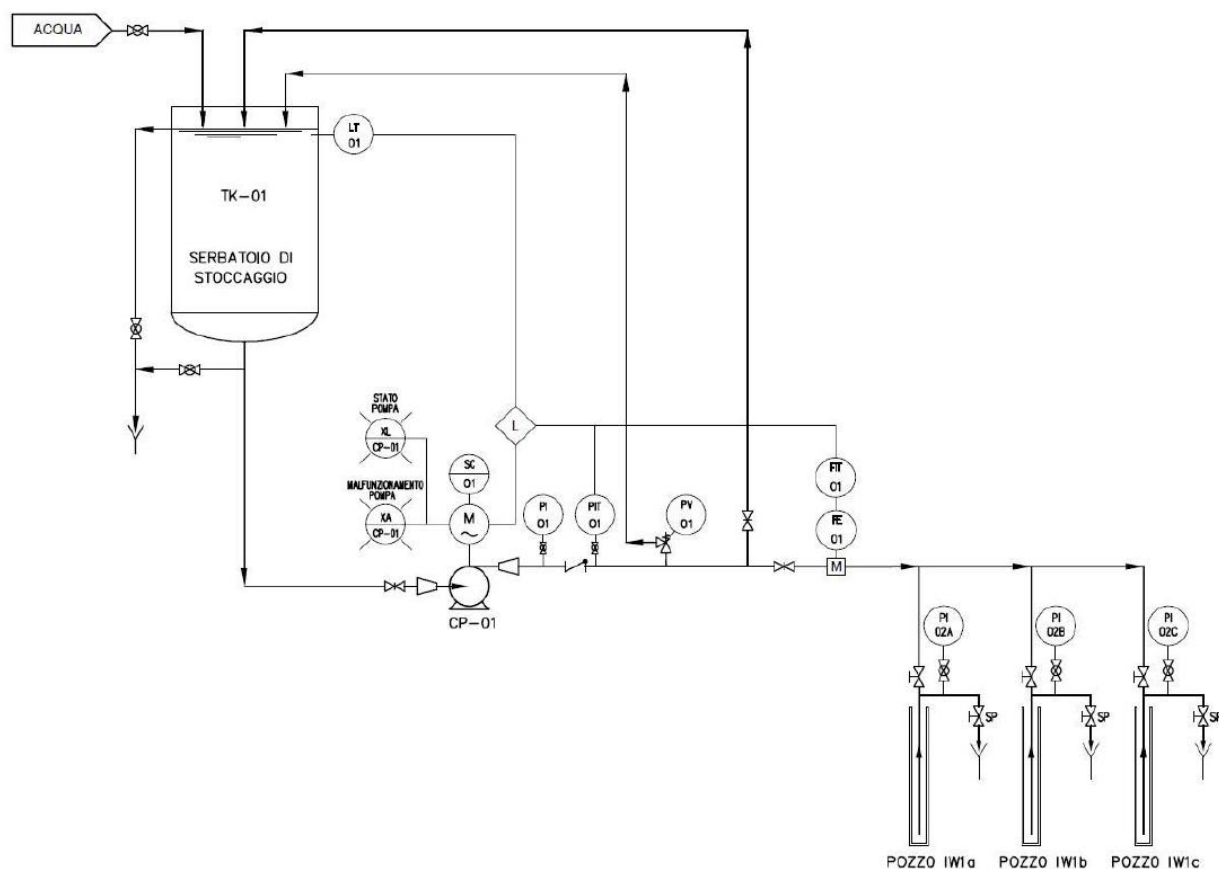 ACQUA
LT
01
TK-01
SERBATOIO DI
STOCCAGGIO
STATO
POMPA
XL
CP-01
L
SC
01
MALFUNZIONAMENTO
POMPA
XA
CP-01
M
PI
01
PIT
01
PV
01
FIT
01
FE
01
M
CP-01
PI
02A
PI
02B
PI
02C
SP
SP
SP
POZZO IW1a
POZZO IW1b
POZZO IW1c